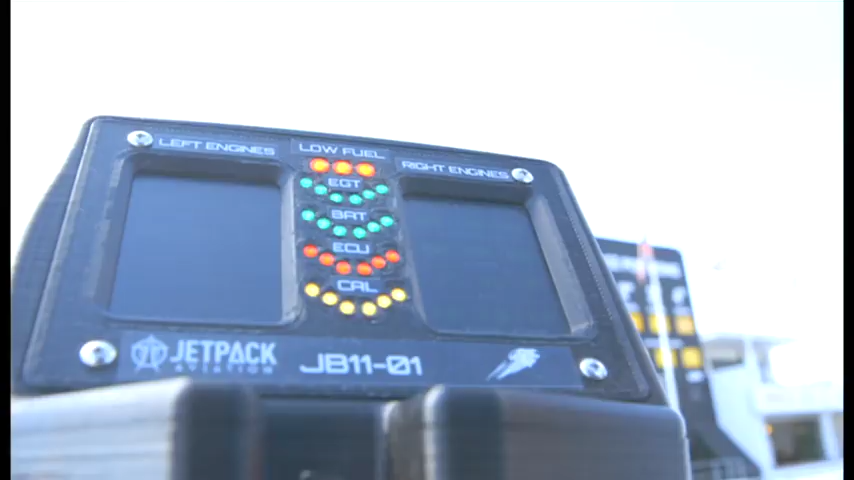 LEFT ENGINES
LOW FUEL
RIGHT ENGINES
EGT
BAT
ECU
CAL
JETPACK
AVIATION
JB11-01